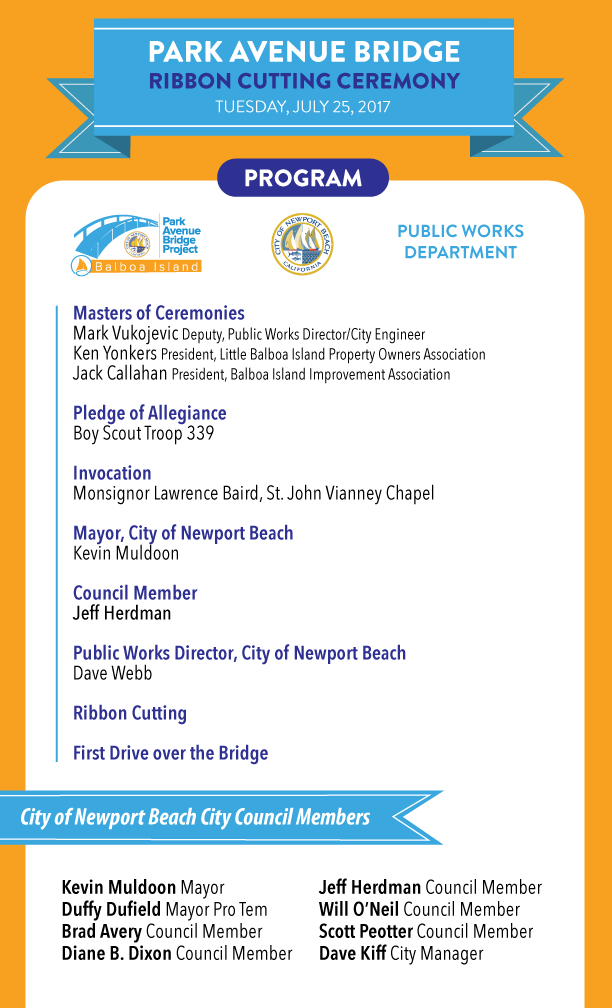 PARK AVENUE BRIDGE
RIBBON CUTTING CEREMONY
TUESDAY, JULY 25, 2017
PROGRAM
Park
Avenue
Bridge
Project
Balboa Island
CITY OF NEWPORT BEACH
CALIFORNIA
PUBLIC WORKS
DEPARTMENT
Masters of Ceremonies
Mark Vukojevic Deputy, Public Works Director/City Engineer
Ken Yonkers President, Little Balboa Island Property Owners Association
Jack Callahan President, Balboa Island Improvement Association
Pledge of Allegiance
Boy Scout Troop 339
Invocation
Monsignor Lawrence Baird, St. John Vianney Chapel
Mayor, City of Newport Beach
Kevin Muldoon
Council Member
Jeff Herdman
Public Works Director, City of Newport Beach
Dave Webb
Ribbon Cutting
First Drive over the Bridge
City of Newport Beach City Council Members
Kevin Muldoon Mayor
Duffy Dufield Mayor Pro Tem
Brad Avery Council Member
Diane B. Dixon Council Member
Jeff Herdman Council Member
Will O'Neil Council Member
Scott Peotter Council Member
Dave Kiff City Manager